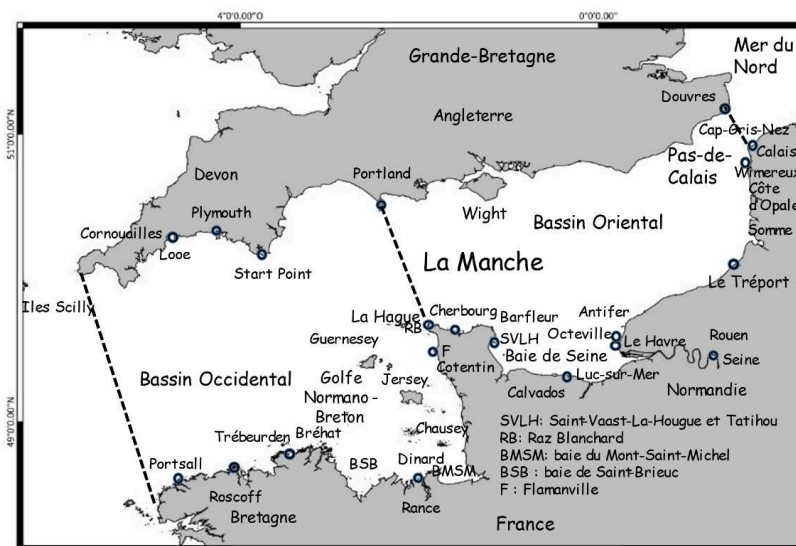 4°0'0.00"O
0°0'0.00"
Mer du
Nord
Grande-Bretagne
Douvres
Angleterre
51°0'0.00"N
Cap-Gris-Nez
Calais
Pas-de-
Calais
Wimereux
Devon
Portland
Côte
d'Opale
Plymouth
Wight
Bassin Oriental
Cornouailles
Somme
Looe
Start Point
La Manche
Le Tréport
Iles Scilly
La Hague
Cherbourg
Barfleur
Antifer
RB
Guernesey
Octeville
SVLH
Le Havre
Rouen
F
Baie de Seine
Seine
Cotentin
Luc-sur-Mer
Bassin Occidental
Golfe
Normano-
Breton
Jersey
Calvados
Normandie
49°0'0.00"N
Chausey
Trébeurden
Bréhat
Portsall
BSB
Dinard
BMSM
Roscoff
Rance
Bretagne
France
SVLH: Saint-Vaast-La-Hougue et Tatihou
RB: Raz Blanchard
BMSM: baie du Mont-Saint-Michel
BSB : baie de Saint-Brieuc
F : Flamanville